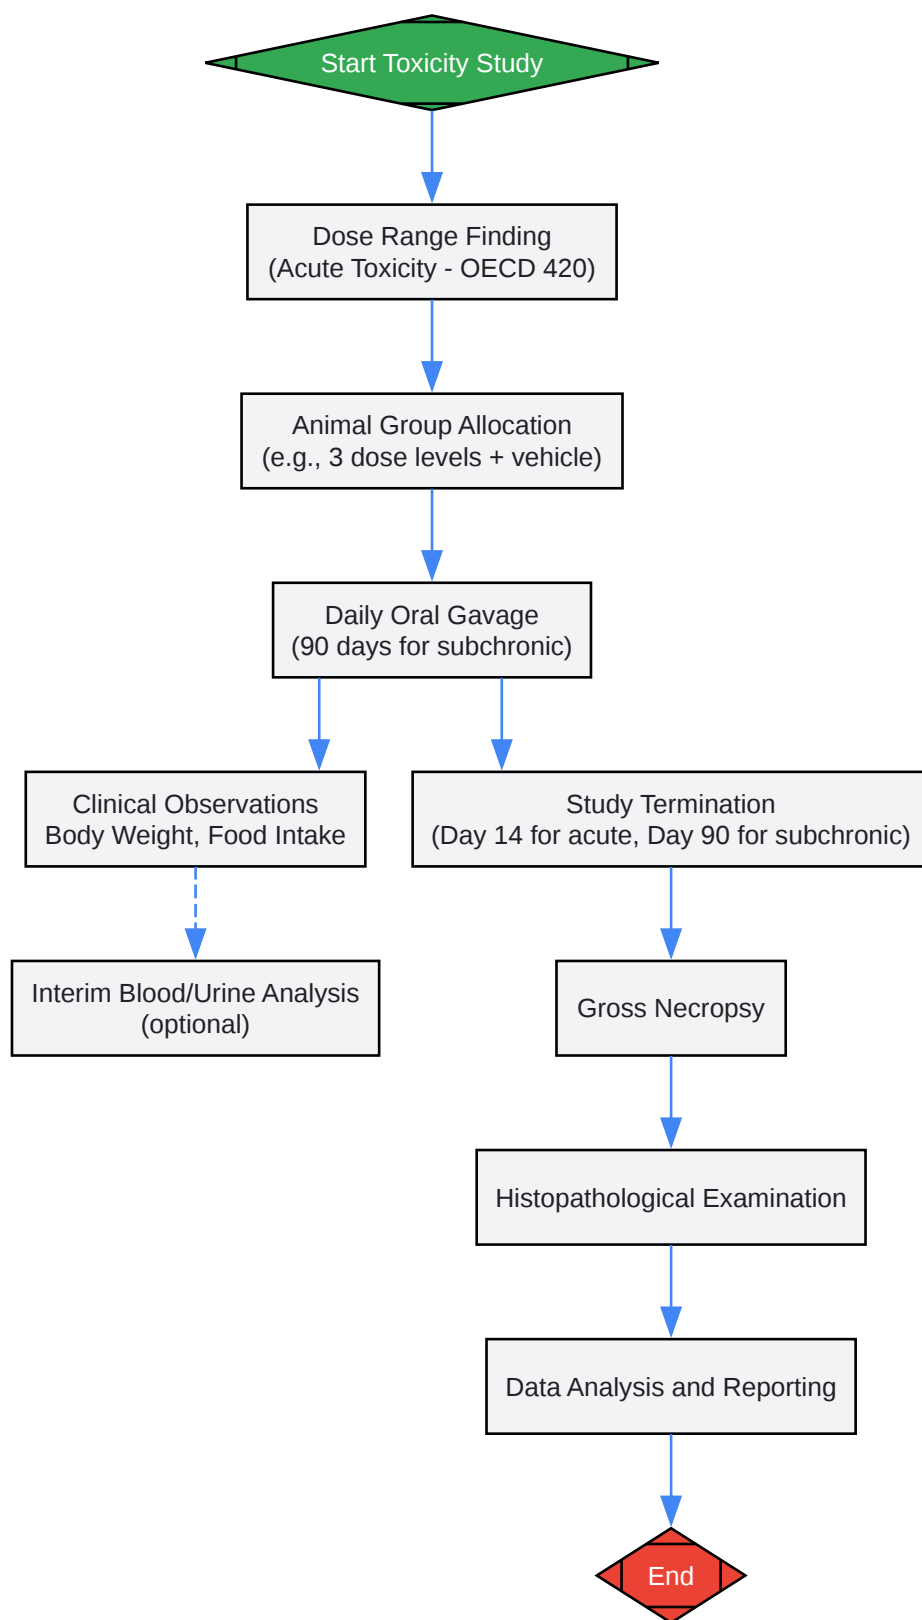 Start Toxicity Study
Dose Range Finding
(Acute Toxicity - OECD 420)
Animal Group Allocation
(e.g., 3 dose levels + vehicle)
Daily Oral Gavage
(90 days for subchronic)
Clinical Observations
Body Weight, Food Intake
Study Termination
(Day 14 for acute, Day 90 for subchronic)
Interim Blood/Urine Analysis
(optional)
Gross Necropsy
Histopathological Examination
Data Analysis and Reporting
End